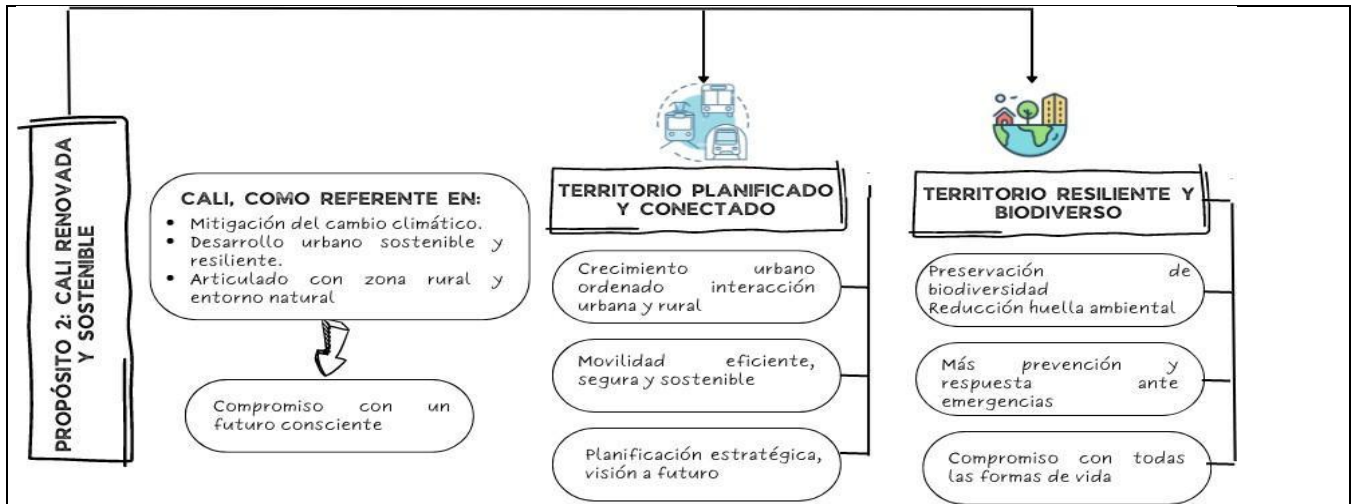 PROPÓSITO 2: CALI RENOVADA
Y SOSTENIBLE
CALI, COMO REFERENTE EN:
• Mitigación del cambio climático.
• Desarrollo urbano sostenible y
resiliente.
• Articulado con zona rural y
entorno natural
Compromiso con un
futuro consciente
TERRITORIO PLANIFICADO
Y CONECTADO
Crecimiento urbano
ordenado interacción
urbana y rural
Movilidad eficiente,
segura y sostenible
Planificación estratégica,
visión a futuro
TERRITORIO RESILIENTE Y
BIODIVERSO
Preservación de
biodiversidad
Reducción huella ambiental
Más prevención y
respuesta ante
emergencias
Compromiso con todas
las formas de vida